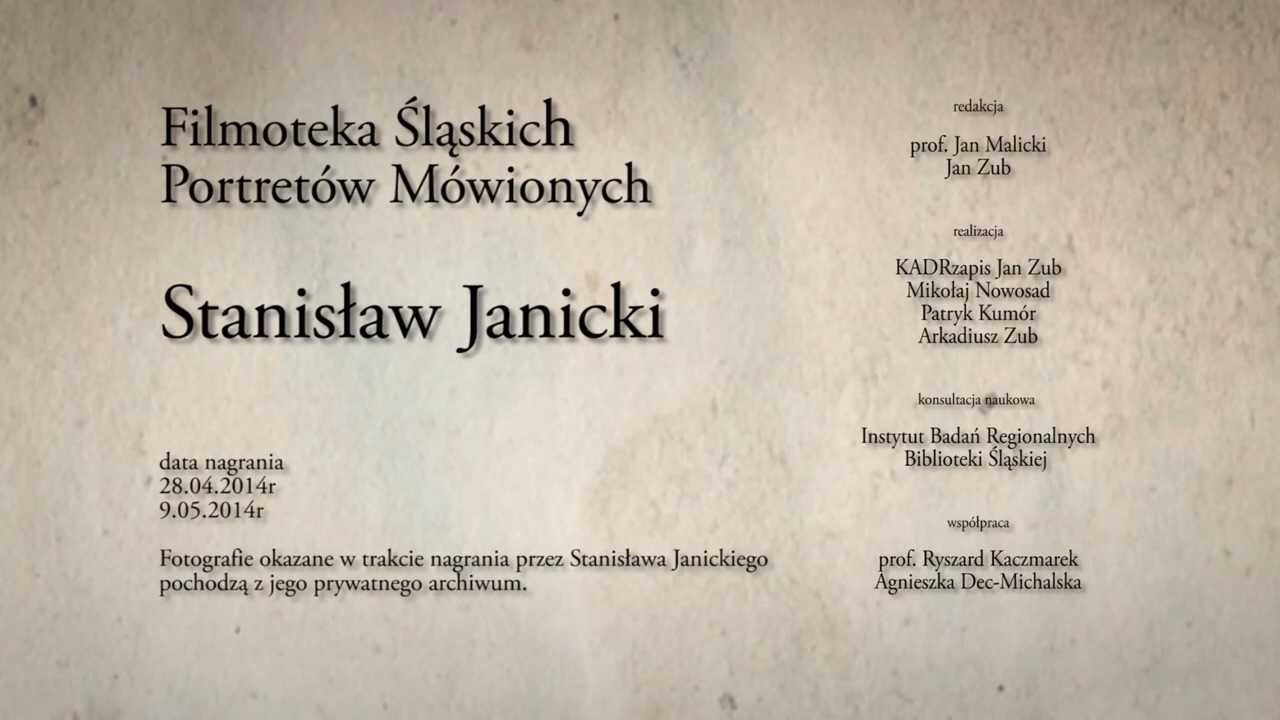 Filmoteka Śląskich
Portretów Mówionych
Stanisław Janicki
data nagrania
28.04.2014r
9.05.2014r
Fotografie okazane w trakcie nagrania przez Stanisława Janickiego
pochodzą z jego prywatnego archiwum.
redakcja
prof. Jan Malicki
Jan Zub
realizacja
KADRzapis Jan Zub
Mikołaj Nowosad
Patryk Kumór
Arkadiusz Zub
konsultacja naukowa
Instytut Badań Regionalnych
Biblioteki Śląskiej
współpraca
prof. Ryszard Kaczmarek
Agnieszka Dec-Michalska